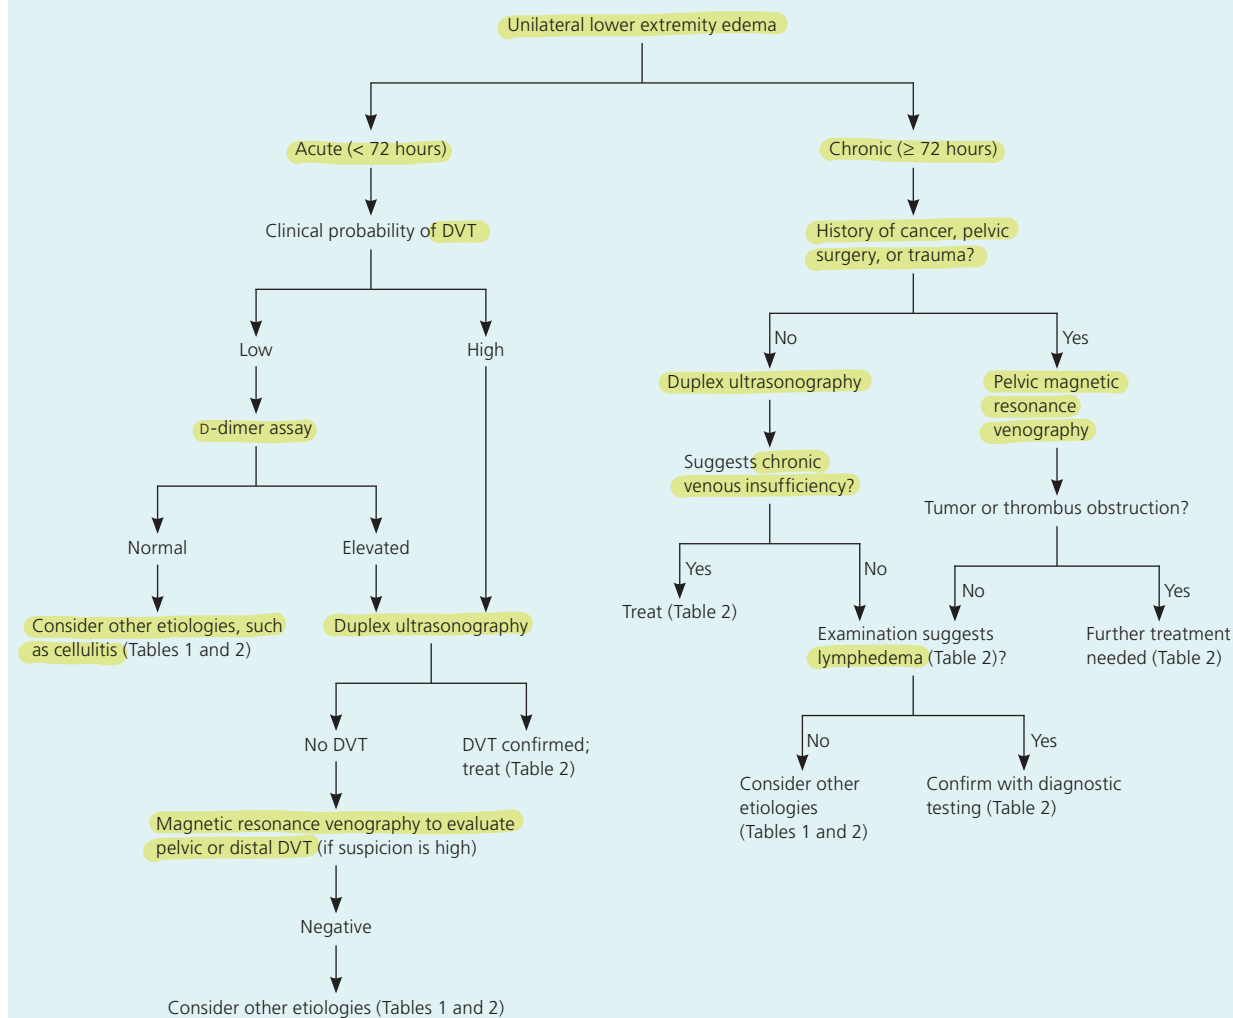 Unilateral lower extremity edema
Acute (< 72 hours)
Clinical probability of DVT
Low
High
D-dimer assay
Normal
Elevated
Consider other etiologies, such
as cellulitis (Tables 1 and 2)
Duplex ultrasonography
No DVT
DVT confirmed;
treat (Table 2)
Magnetic resonance venography to evaluate
pelvic or distal DVT (if suspicion is high)
Negative
Consider other etiologies (Tables 1 and 2)
Chronic (≥ 72 hours)
History of cancer, pelvic
surgery, or trauma?
No
Yes
Duplex ultrasonography
Pelvic magnetic
resonance
venography
Suggests chronic
venous insufficiency?
Tumor or thrombus obstruction?
Yes
No
No
Yes
Treat (Table 2)
Examination suggests
lymphedema (Table 2)?
Further treatment
needed (Table 2)
No
Yes
Consider other
etiologies
(Tables 1 and 2)
Confirm with diagnostic
testing (Table 2)